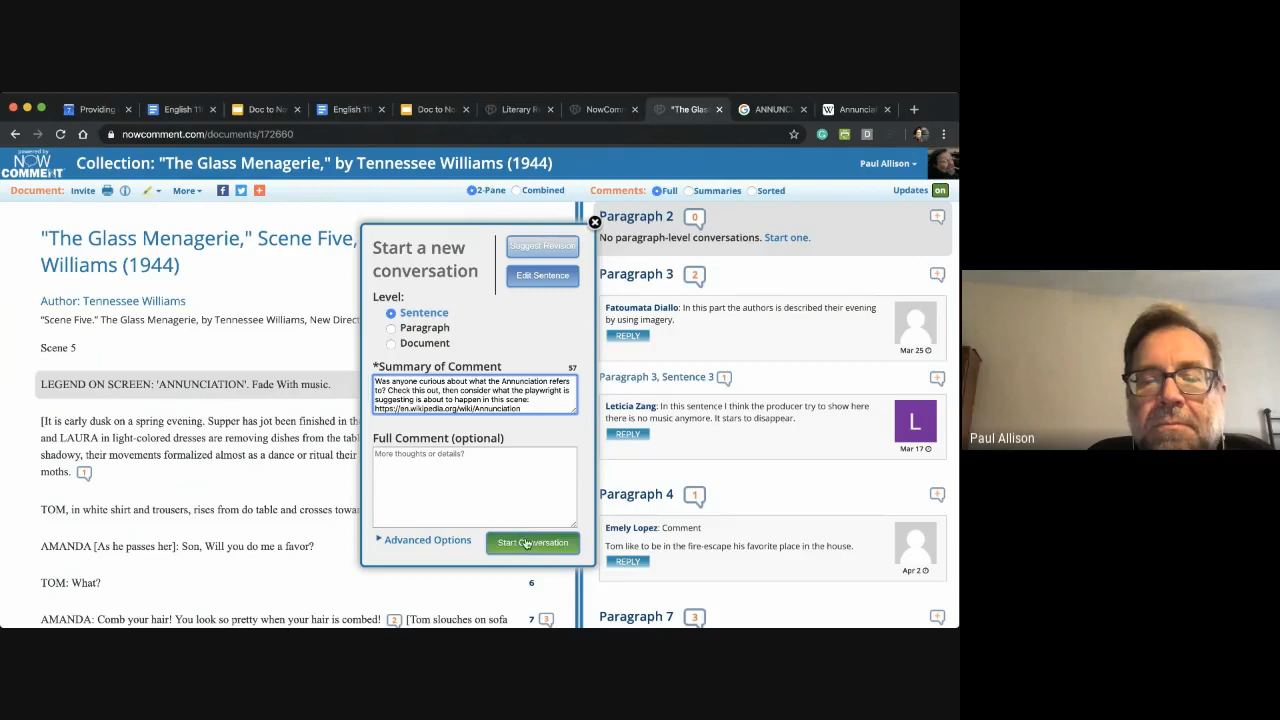 Providing
English 11
Doc to No
English 11
Doc to No
Literary R
NowCom
"The Glas
ANNUNC
Annuncia
nowcomment.com/documents/172660
powered by
NOW
COMMENT
Collection: "The Glass Menagerie," by Tennessee Williams (1944)
Paul Allison
Document: Invite More
2-Pane Combined
Comments: Full Summaries Sorted
Updates on
"The Glass Menagerie," Scene Five,
Williams (1944)
Author: Tennessee Williams
"Scene Five." The Glass Menagerie, by Tennessee Williams, New Direct
Scene 5
LEGEND ON SCREEN: 'ANNUNCIATION'. Fade With music.
[It is early dusk on a spring evening. Supper has jot been finished in the
and LAURA in light-colored dresses are removing dishes from the tabl
shadowy, their movements formalized almost as a dance or ritual their
moths. 1
TOM, in white shirt and trousers, rises from do table and crosses towar
AMANDA [As he passes her]: Son, Will you do me a favor?
TOM: What? 6
AMANDA: Comb your hair! You look so pretty when your hair is combed! 2 [Tom slouches on sofa 7 3
Start a new
conversation
Suggest Revision
Edit Sentence
Level:
Sentence
Paragraph
Document
*Summary of Comment 57
Was anyone curious about what the Annunciation refers
to? Check this out, then consider what the playwright is
suggesting is about to happen in this scene:
https://en.wikipedia.org/wiki/Annunciation
Full Comment (optional)
More thoughts or details?
Advanced Options
Start Conversation
Paragraph 2 0
No paragraph-level conversations. Start one.
Paragraph 3 2
Fatoumata Diallo: In this part the authors is described their evening
by using imagery.
REPLY
Mar 25
Paragraph 3, Sentence 3 1
Leticia Zang: In this sentence I think the producer try to show here
there is no music anymore. It stars to disappear.
REPLY
L
Mar 17
Paragraph 4 1
Emely Lopez: Comment
Tom like to be in the fire-escape his favorite place in the house.
REPLY
Apr 2
Paragraph 7 3
Paul Allison